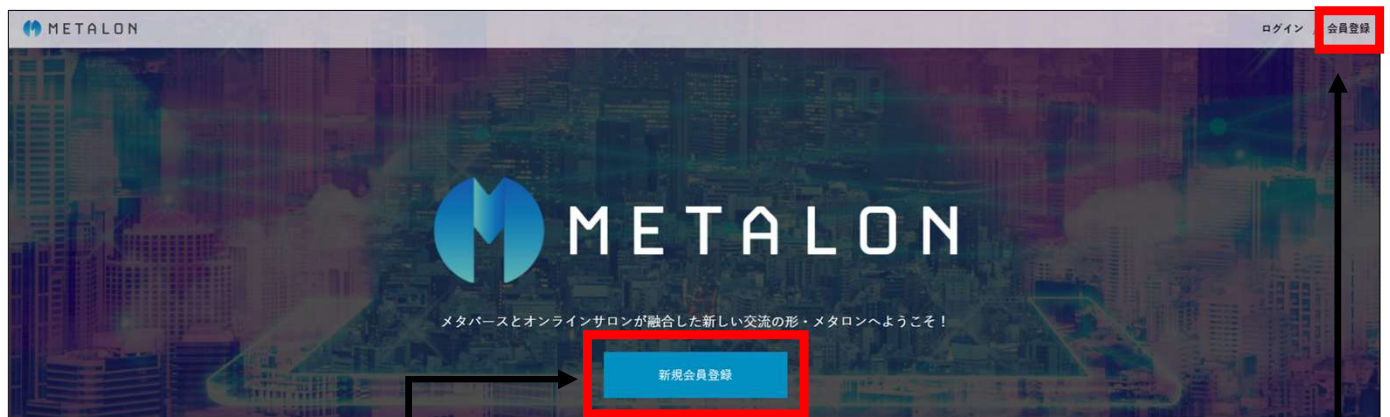 METALON
ログイン / 会員登録
METALON
メタバースとオンラインサロンが融合した新しい交流の形・メタロンへようこそ！
新規会員登録